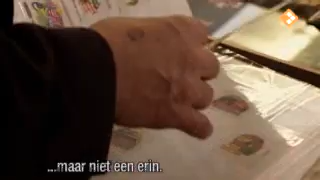 ...maar niet een erin.